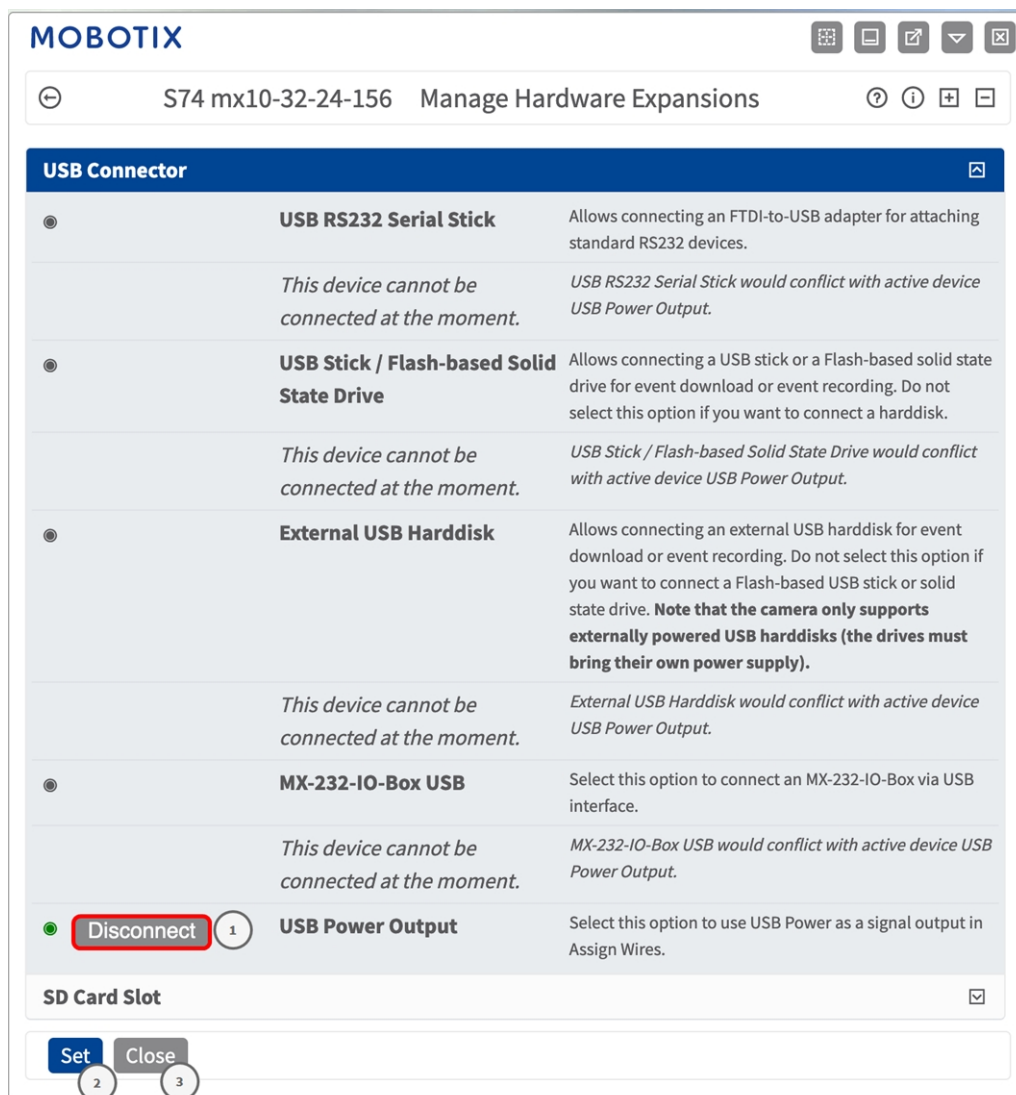 MOBOTIX
S74 mx10-32-24-156 Manage Hardware Expansions
USB Connector
USB RS232 Serial Stick
Allows connecting an FTDI-to-USB adapter for attaching
standard RS232 devices.
This device cannot be
connected at the moment.
USB RS232 Serial Stick would conflict with active device
USB Power Output.
USB Stick / Flash-based Solid
State Drive
Allows connecting a USB stick or a Flash-based solid state
drive for event download or event recording. Do not
select this option if you want to connect a harddisk.
This device cannot be
connected at the moment.
USB Stick / Flash-based Solid State Drive would conflict
with active device USB Power Output.
External USB Harddisk
Allows connecting an external USB harddisk for event
download or event recording. Do not select this option if
you want to connect a Flash-based USB stick or solid
state drive. Note that the camera only supports
externally powered USB harddisks (the drives must
bring their own power supply).
This device cannot be
connected at the moment.
External USB Harddisk would conflict with active device
USB Power Output.
MX-232-IO-Box USB
Select this option to connect an MX-232-IO-Box via USB
interface.
This device cannot be
connected at the moment.
MX-232-IO-Box USB would conflict with active device USB
Power Output.
Disconnect 1
USB Power Output
Select this option to use USB Power as a signal output in
Assign Wires.
SD Card Slot
Set Close
2 3